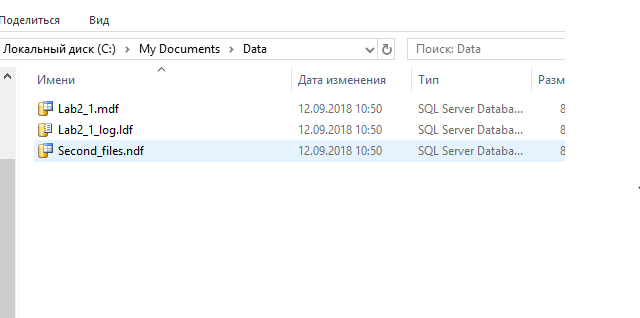 Поделиться Вид
Локальный диск (C:) My Documents Data Поиск: Data
Имени Дата изменения Тип Разм
Lab2_1.mdf 12.09.2018 10:50 SQL Server Databa... 8
Lab2_1_log.ldf 12.09.2018 10:50 SQL Server Databa... 8
Second_files.ndf 12.09.2018 10:50 SQL Server Databa... 8